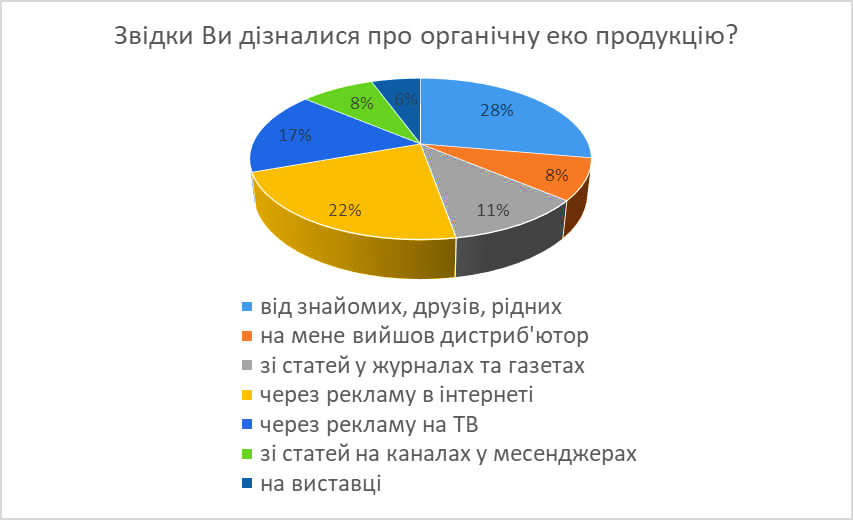 Звідки Ви дізналися про органічну еко продукцію?
6%
28%
8%
17%
8%
22%
11%
від знайомих, друзів, рідних
на мене вийшов дистриб'ютор
зі статей у журналах та газетах
через рекламу в інтернеті
через рекламу на ТВ
зі статей на каналах у месенджерах
на виставці